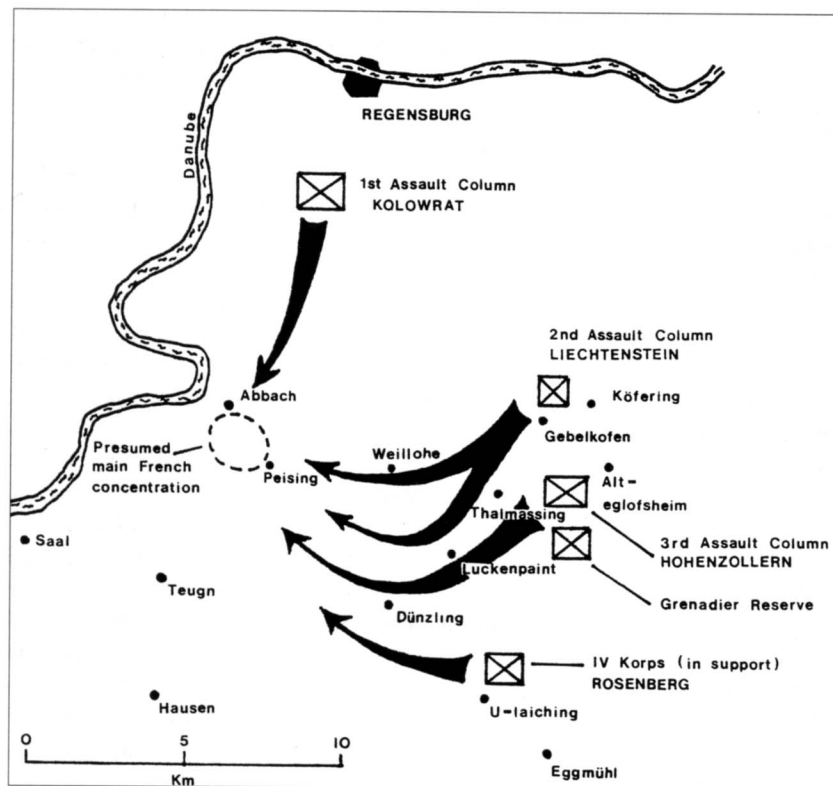 Danube
REGENSBURG
1st Assault Column
KOLOWRAT
2nd Assault Column
LIECHTENSTEIN
Abbach
Köfering
Gebelkofen
Presumed
main French
concentration
Weillohe
Peising
Alt-
eglofsheim
Thalmassing
Saal
3rd Assault Column
HOHENZOLLERN
Luckenpaint
Teugn
Grenadier Reserve
Dünzling
IV Korps (in support)
ROSENBERG
Hausen
U-laiching
0
5
10
Km
Eggmühl